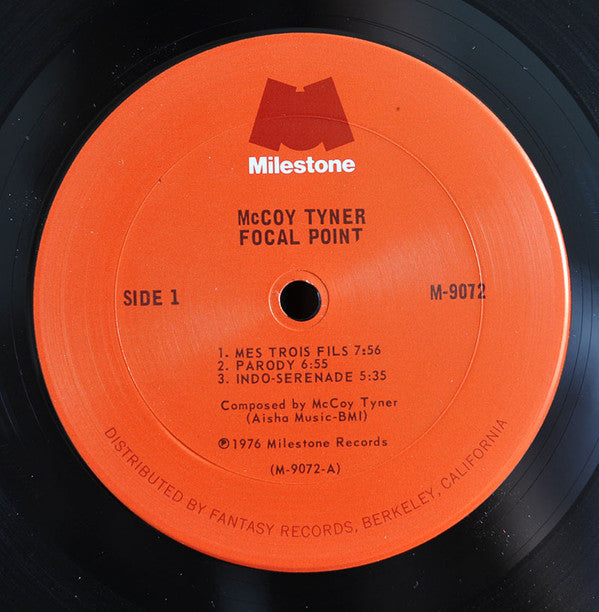 Milestone
McCOY TYNER
FOCAL POINT
SIDE 1
M-9072
1. MES TROIS FILS 7:56
2. PARODY 6:55
3. INDO-SERENADE 5:35
Composed by McCoy Tyner
(Aisha Music-BMI)
℗1976 Milestone Records
(M-9072-A)
DISTRIBUTED BY FANTASY RECORDS, BERKELEY, CALIFORNIA